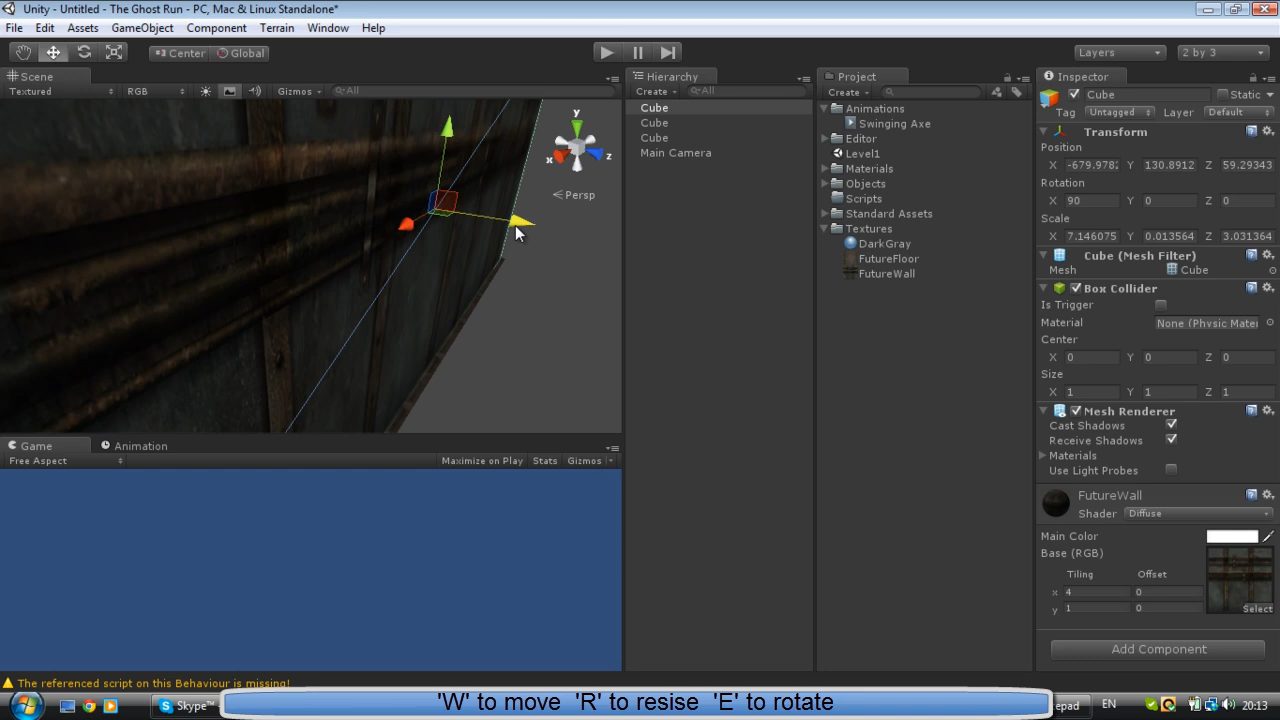 Unity - Untitled - The Ghost Run - PC, Mac & Linux Standalone*
File Edit Assets GameObject Component Terrain Window Help
Center Global
Layers
2 by 3
Scene
Textured RGB Gizmos All
y
x
z
Persp
Game Animation
Free Aspect Maximize on Play Stats Gizmos
Hierarchy
Create All
Cube
Cube
Cube
Main Camera
Project
Create
Animations
Swinging Axe
Editor
Level1
Materials
Objects
Scripts
Standard Assets
Textures
DarkGray
FutureFloor
FutureWall
Inspector
Cube Static
Tag Untagged Layer Default
Transform
Position
X -679.978 Y 130.8912 Z 59.29343
Rotation
X 90 Y 0 Z 0
Scale
X 7.146075 Y 0.013564 Z 3.031364
Cube (Mesh Filter)
Mesh Cube
Box Collider
Is Trigger
Material None (Physic Mater
Center
X 0 Y 0 Z 0
Size
X 1 Y 1 Z 1
Mesh Renderer
Cast Shadows
Receive Shadows
Materials
Use Light Probes
FutureWall
Shader Diffuse
Main Color
Base (RGB)
Tiling Offset
x 4 0
y 1 0
Select
Add Component
The referenced script on this Behaviour is missing!
Skype™
'W' to move 'R' to resise 'E' to rotate
epad
EN
20:13